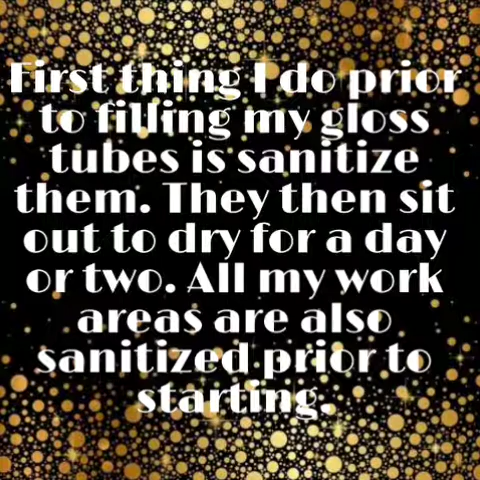 First thing I do prior
to filling my gloss
tubes is sanitize
them. They then sit
out to dry for a day
or two. All my work
areas are also
sanitized prior to
starting.